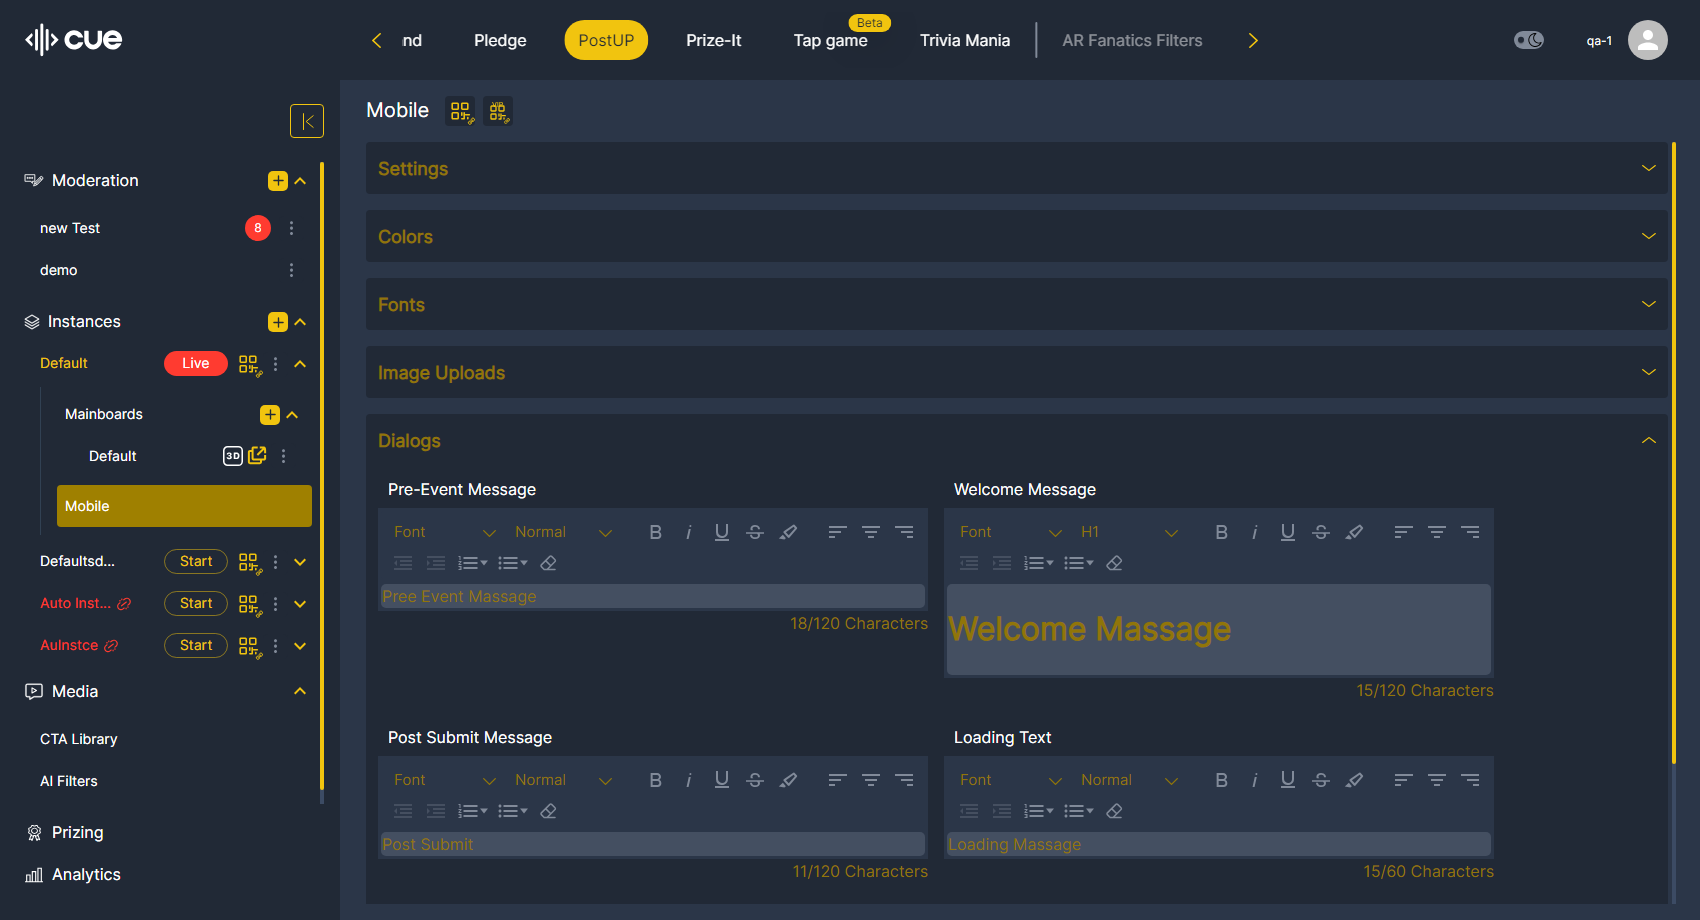 cue
nd
Pledge
PostUP
Prize-It
Tap game
Beta
Trivia Mania
AR Fanatics Filters
qa-1
Moderation
new Test
8
demo
Instances
Default
Live
Mainboards
Default
3D
Mobile
Defaultsd...
Start
Auto Inst...
Start
AuInstce
Start
Media
CTA Library
AI Filters
Prizing
Analytics
Mobile
VIP
Settings
Colors
Fonts
Image Uploads
Dialogs
Pre-Event Message
Font Normal B i U S
Pree Event Massage
18/120 Characters
Welcome Message
Font H1 B i U S
Welcome Massage
15/120 Characters
Post Submit Message
Font Normal B i U S
Post Submit
11/120 Characters
Loading Text
Font Normal B i U S
Loading Massage
15/60 Characters